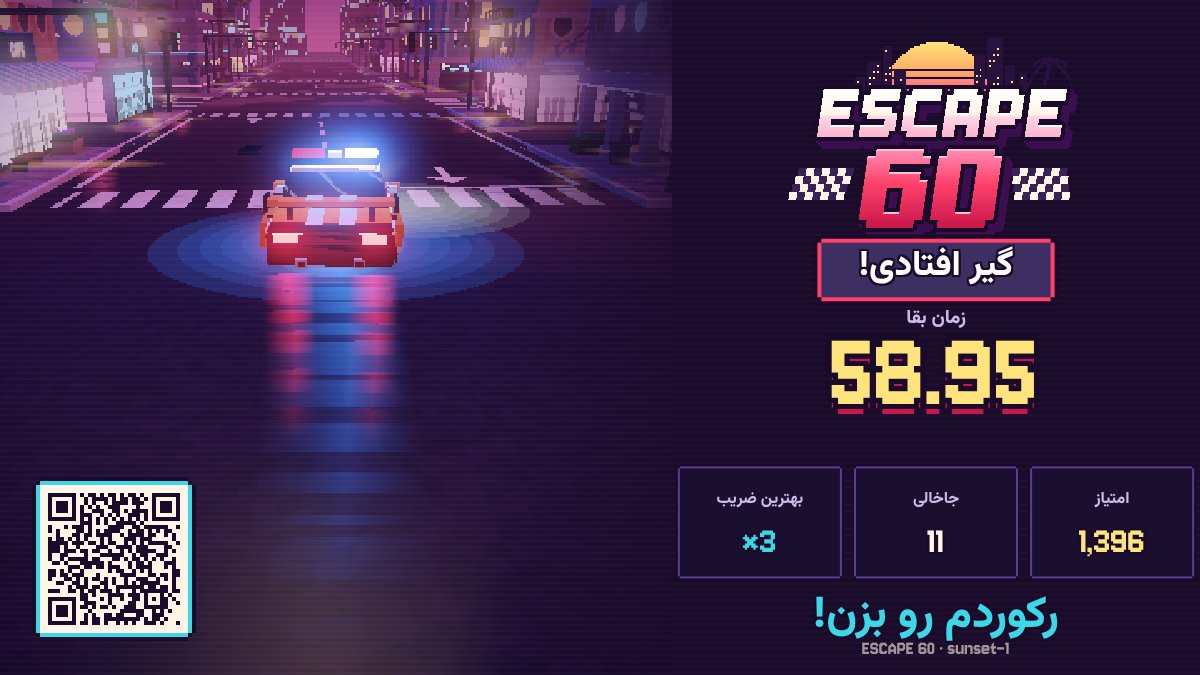 ESCAPE
60
گیر افتادی!
زمان بقا
58.95
امتیاز
1,396
جاخالی
11
بهترین ضریب
×3
رکوردم رو بزن!
ESCAPE 60 · sunset-1